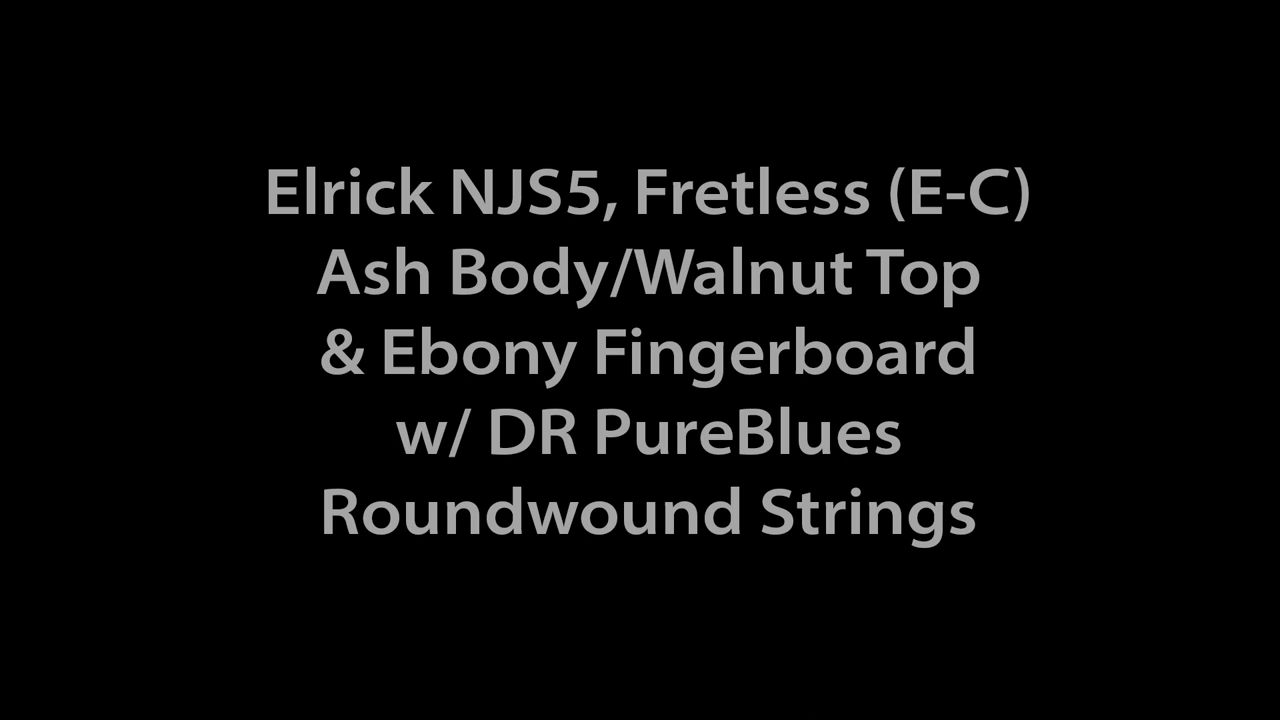 Elrick NJS5, Fretless (E-C)
Ash Body/Walnut Top
& Ebony Fingerboard
w/ DR PureBlues
Roundwound Strings